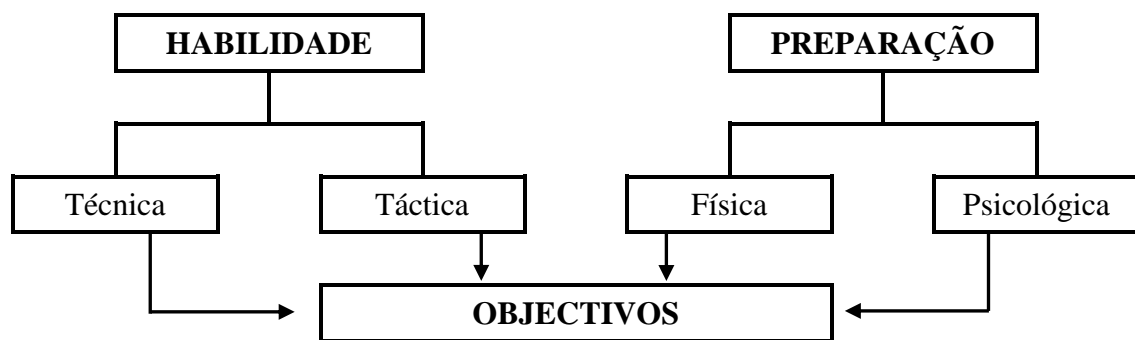 HABILIDADE
PREPARAÇÃO
Técnica
Táctica
Física
Psicológica
OBJECTIVOS